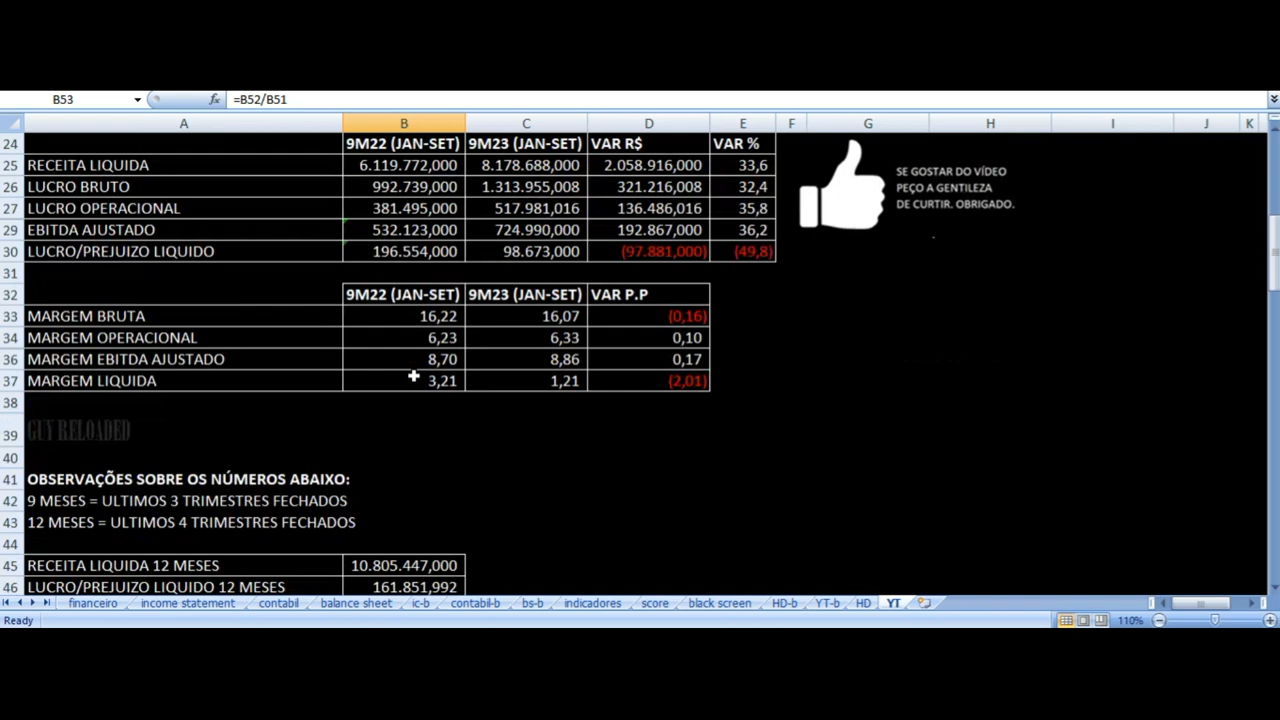 B53 fx =B52/B51
A B C D E F G H I J K
24 9M22 (JAN-SET) 9M23 (JAN-SET) VAR R$ VAR %
25 RECEITA LIQUIDA 6.119.772,000 8.178.688,000 2.058.916,000 33,6
26 LUCRO BRUTO 992.739,000 1.313.955,008 321.216,008 32,4
27 LUCRO OPERACIONAL 381.495,000 517.981,016 136.486,016 35,8
29 EBITDA AJUSTADO 532.123,000 724.990,000 192.867,000 36,2
30 LUCRO/PREJUIZO LIQUIDO 196.554,000 98.673,000 (97.881,000) (49,8)
SE GOSTAR DO VÍDEO
PEÇO A GENTILEZA
DE CURTIR. OBRIGADO.
31
32 9M22 (JAN-SET) 9M23 (JAN-SET) VAR P.P
33 MARGEM BRUTA 16,22 16,07 (0,16)
34 MARGEM OPERACIONAL 6,23 6,33 0,10
36 MARGEM EBITDA AJUSTADO 8,70 8,86 0,17
37 MARGEM LIQUIDA 3,21 1,21 (2,01)
38
39 GUY RELOADED
40
41 OBSERVAÇÕES SOBRE OS NÚMEROS ABAIXO:
42 9 MESES = ULTIMOS 3 TRIMESTRES FECHADOS
43 12 MESES = ULTIMOS 4 TRIMESTRES FECHADOS
44
45 RECEITA LIQUIDA 12 MESES 10.805.447,000
46 LUCRO/PREJUIZO LIQUIDO 12 MESES 161.851,992
financeiro income statement contabil balance sheet ic-b contabil-b bs-b indicadores score black screen HD-b YT-b HD YT
Ready 110%